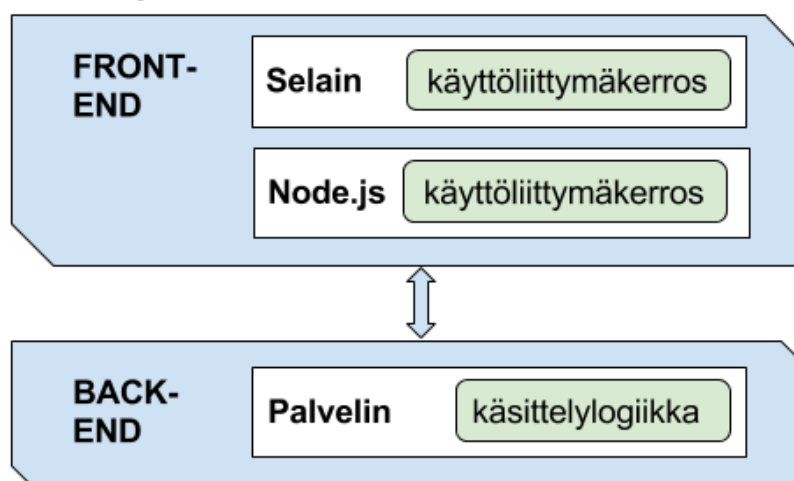 FRONT-
END
Selain käyttöliittymäkerros
Node.js käyttöliittymäkerros
BACK-
END
Palvelin käsittelylogiikka